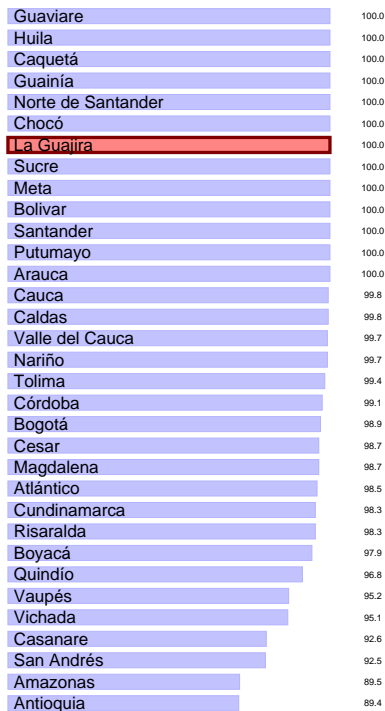 Guaviare 100.0
Huila 100.0
Caquetá 100.0
Guainía 100.0
Norte de Santander 100.0
Chocó 100.0
La Guajira 100.0
Sucre 100.0
Meta 100.0
Bolivar 100.0
Santander 100.0
Putumayo 100.0
Arauca 100.0
Cauca 99.8
Caldas 99.8
Valle del Cauca 99.7
Nariño 99.7
Tolima 99.4
Córdoba 99.1
Bogotá 98.9
Cesar 98.7
Magdalena 98.7
Atlántico 98.5
Cundinamarca 98.3
Risaralda 98.3
Boyacá 97.9
Quindío 96.8
Vaupés 95.2
Vichada 95.1
Casanare 92.6
San Andrés 92.5
Amazonas 89.5
Antioquia 89.4